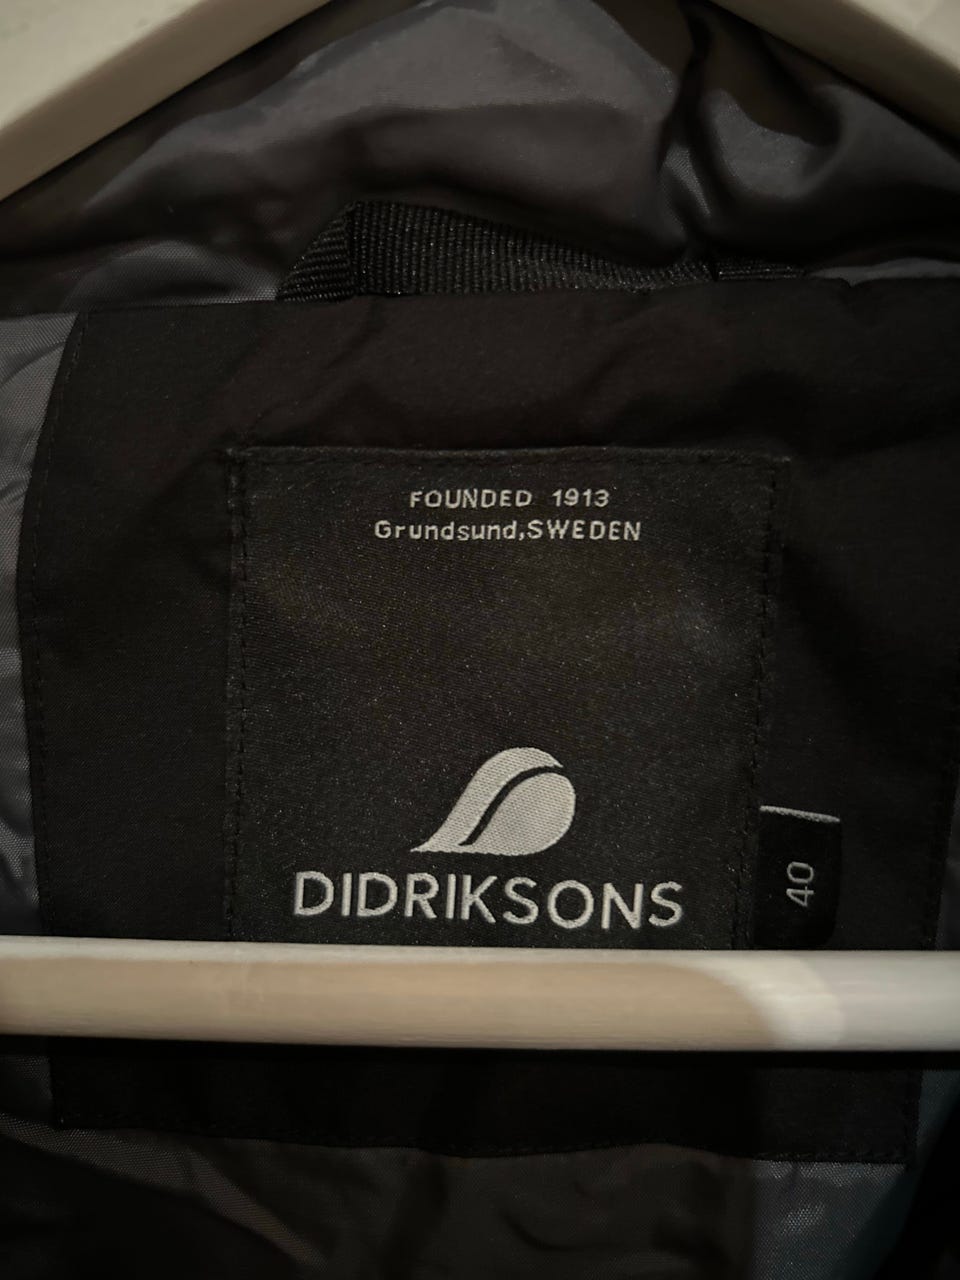 FOUNDED 1913
Grundsund,SWEDEN
DIDRIKSONS
40